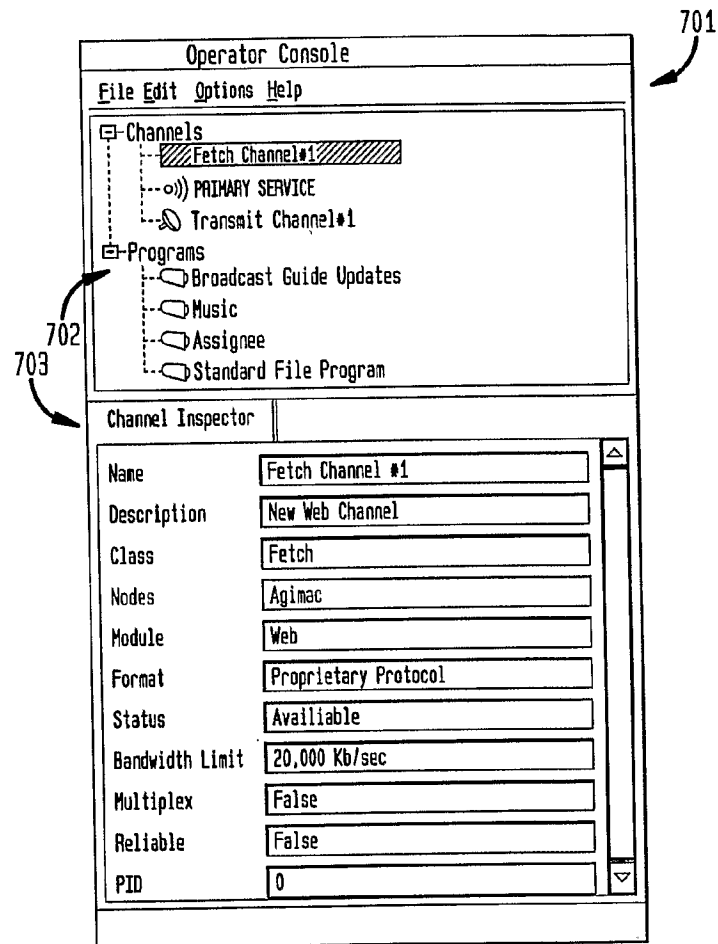 701
Operator Console
File Edit Options Help
Channels
Fetch Channel#1
PRIMARY SERVICE
Transmit Channel#1
Programs
Broadcast Guide Updates
Music
Assignee
Standard File Program
702
703
Channel Inspector
Name Fetch Channel #1
Description New Web Channel
Class Fetch
Nodes Agimac
Module Web
Format Proprietary Protocol
Status Availiable
Bandwidth Limit 20,000 Kb/sec
Multiplex False
Reliable False
PID 0